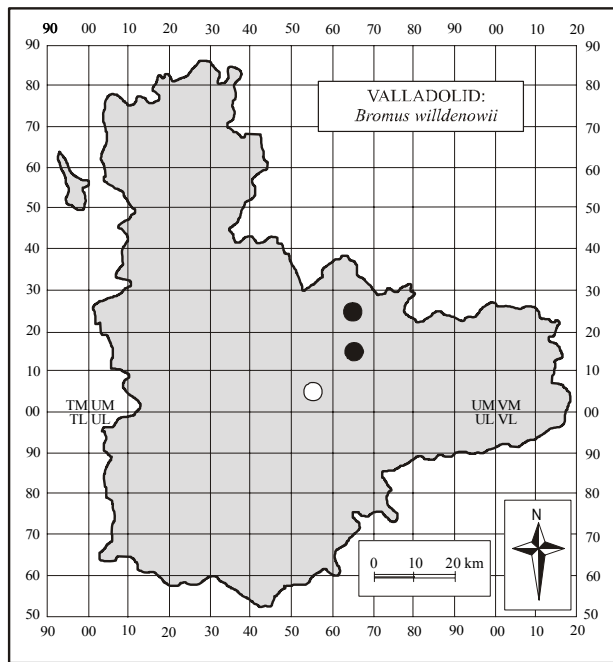 90 00 10 20 30 40 50 60 70 80 90 00 10 20
90 90
80 80
VALLADOLID:
Bromus willdenowii
70 70
60 60
50 50
40 40
30 30
20 20
10 10
TM UM UM VM
00 00
TL UL UL VL
90 90
80 80
70 70
N
0 10 20 km
60 60
50 50
90 00 10 20 30 40 50 60 70 80 90 00 10 20